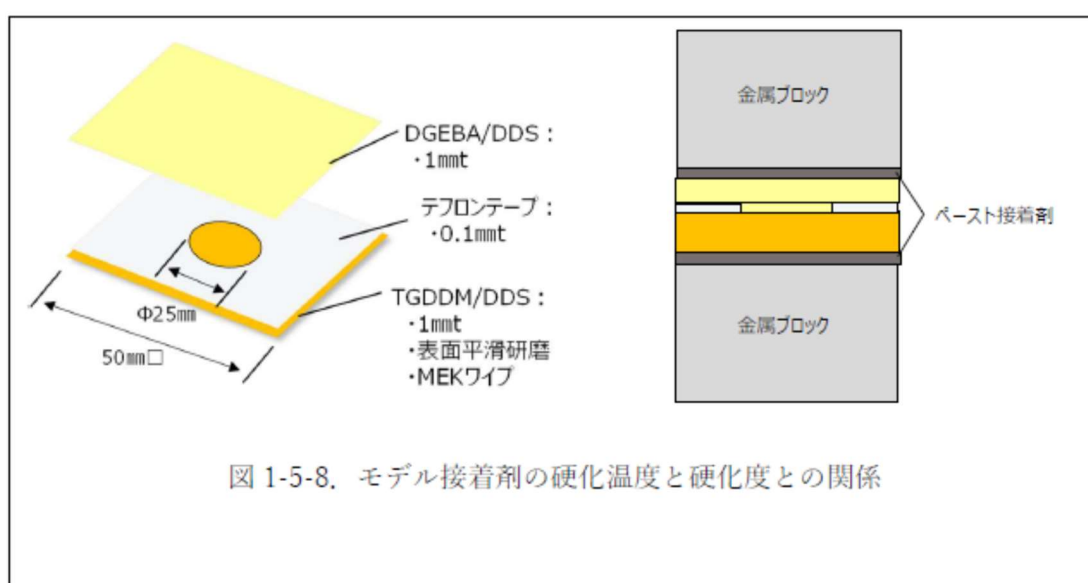 DGEBA/DDS：
・1mmt
テフロンテープ：
・0.1mmt
TGDDM/DDS：
・1mmt
・表面平滑研磨
・MEKワイプ
Φ25㎜
50㎜□
金属ブロック
ペースト接着剤
金属ブロック
図 1-5-8．モデル接着剤の硬化温度と硬化度との関係